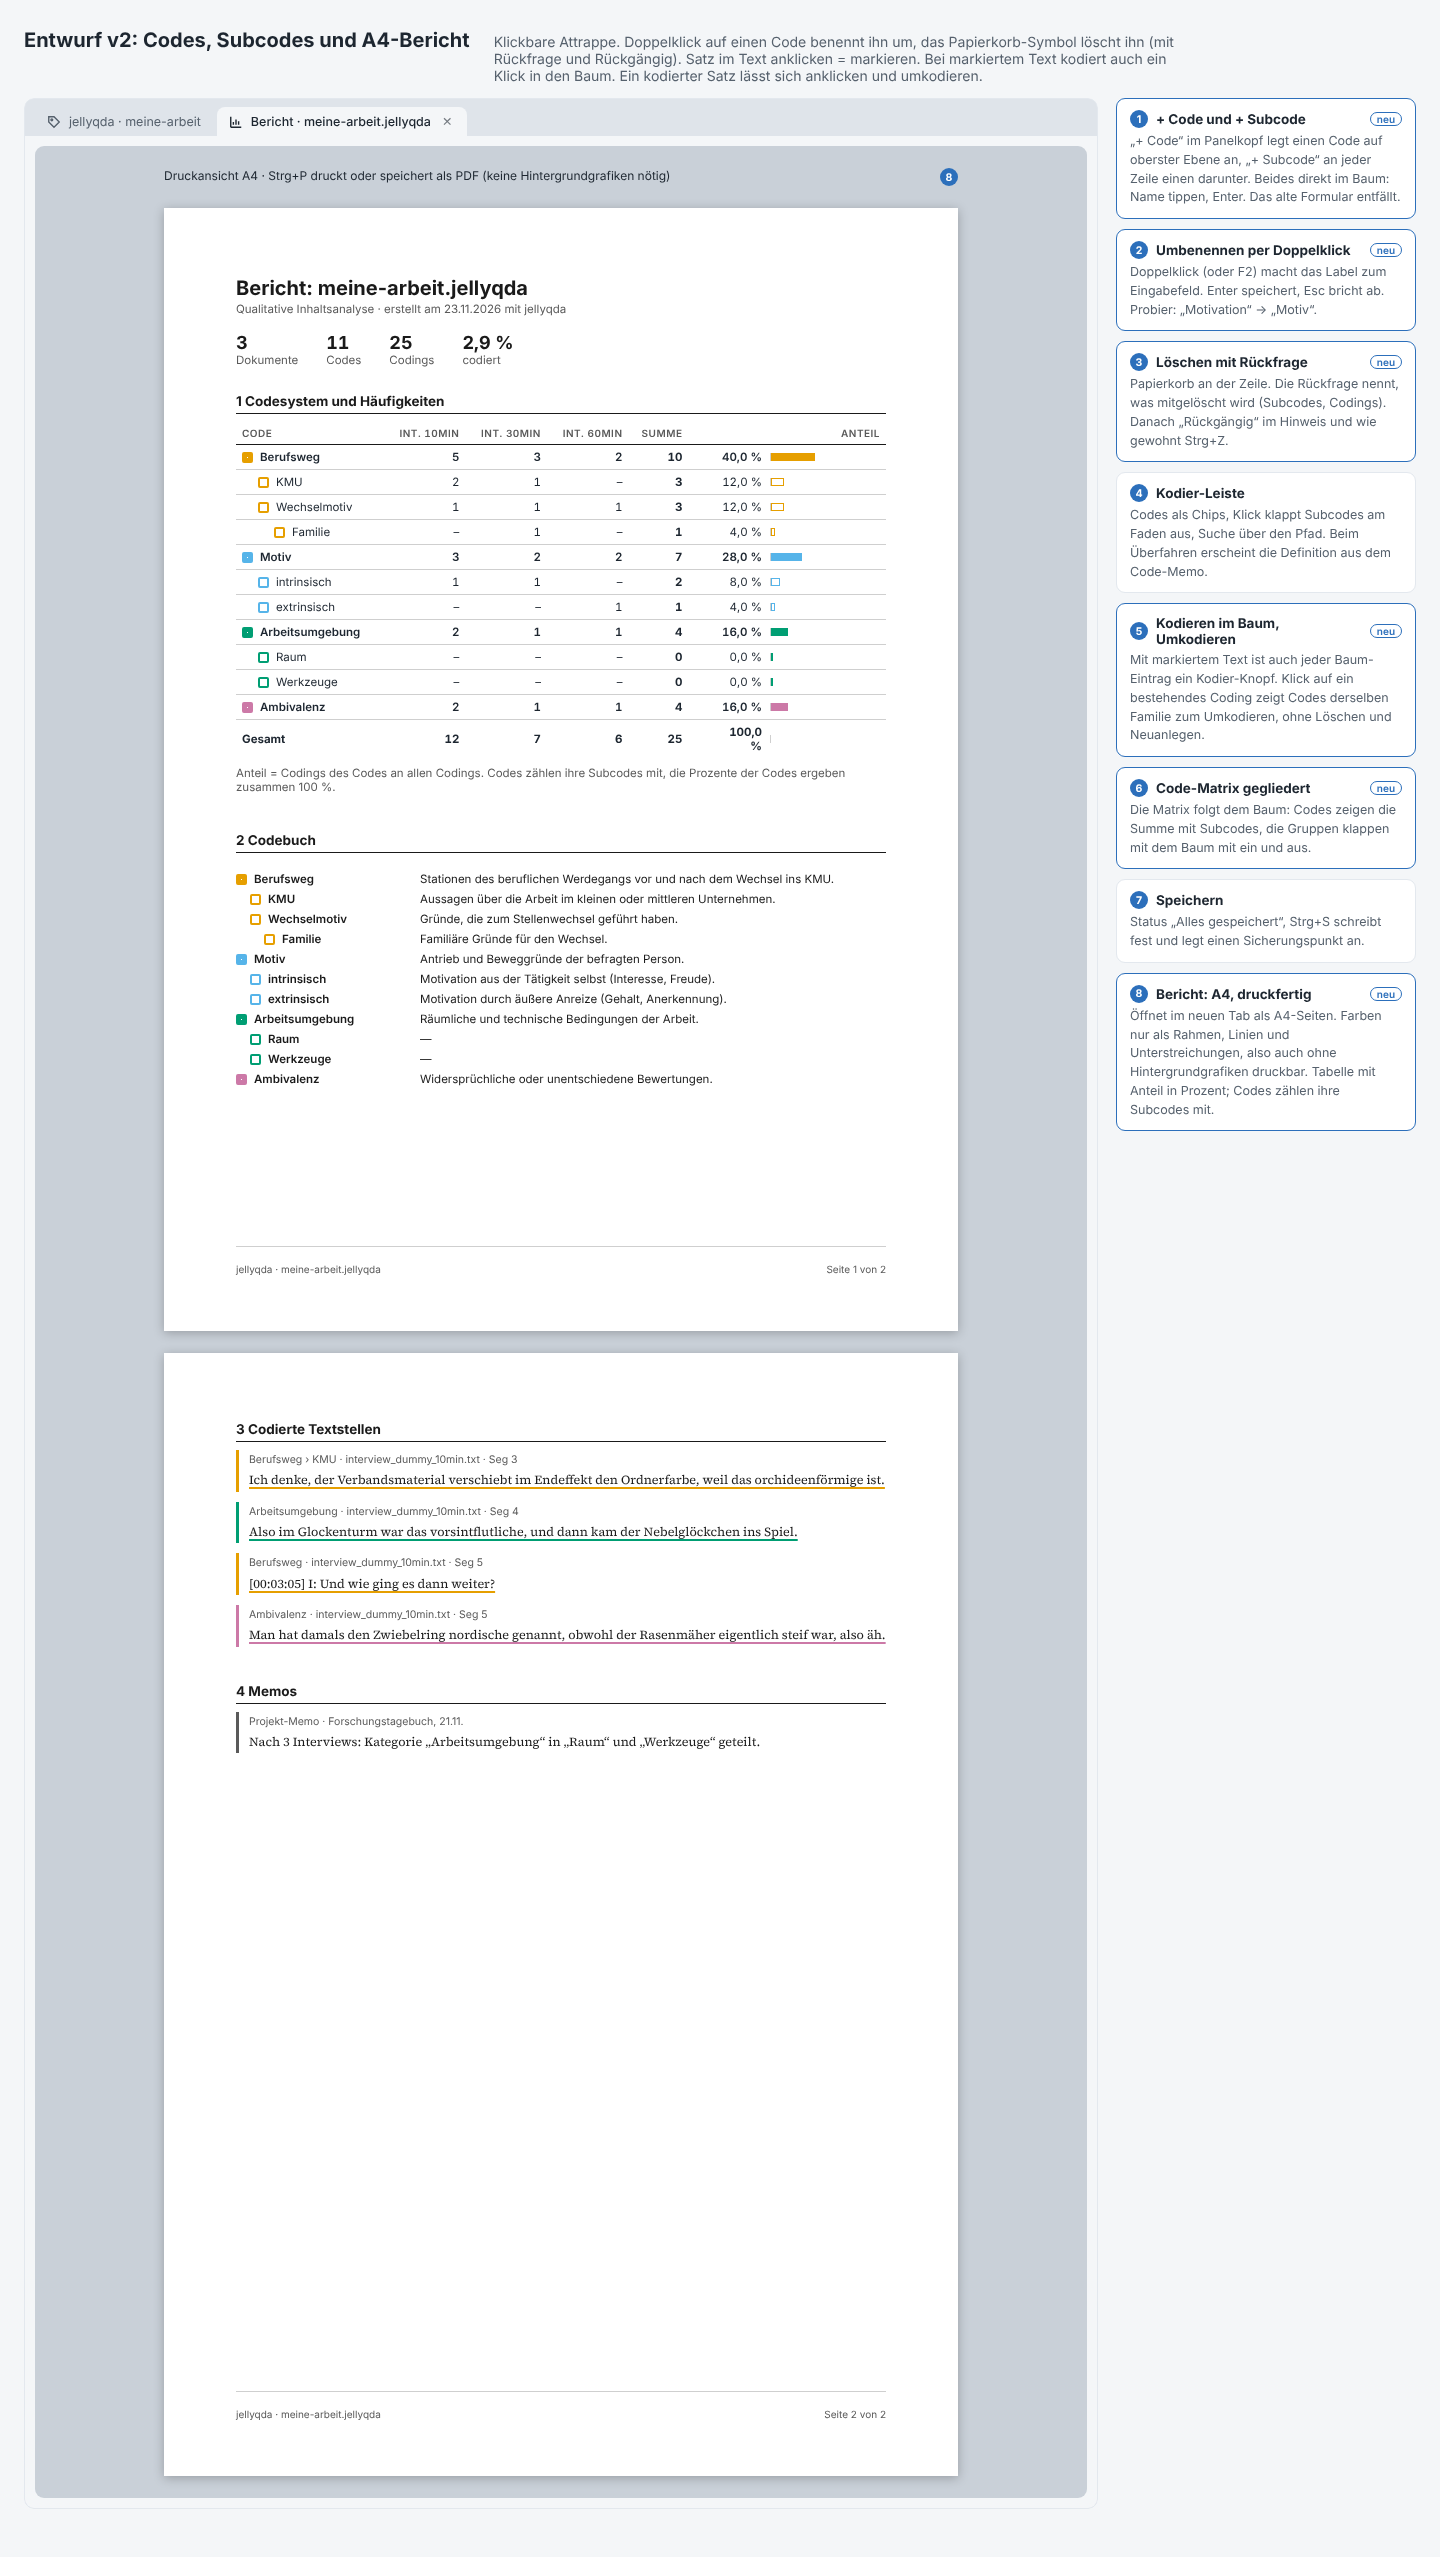 Entwurf v2: Codes, Subcodes und A4-Bericht
Klickbare Attrappe. Doppelklick auf einen Code benennt ihn um, das Papierkorb-Symbol löscht ihn (mit
Rückfrage und Rückgängig). Satz im Text anklicken = markieren. Bei markiertem Text kodiert auch ein
Klick in den Baum. Ein kodierter Satz lässt sich anklicken und umkodieren.
jellyqda · meine-arbeit
Bericht · meine-arbeit.jellyqda ×
Druckansicht A4 · Strg+P druckt oder speichert als PDF (keine Hintergrundgrafiken nötig)
8
Bericht: meine-arbeit.jellyqda
Qualitative Inhaltsanalyse · erstellt am 23.11.2026 mit jellyqda
3 11 25 2,9 %
Dokumente Codes Codings codiert
1 Codesystem und Häufigkeiten
CODE INT. 10MIN INT. 30MIN INT. 60MIN SUMME ANTEIL
Berufsweg 5 3 2 10 40,0 %
KMU 2 1 – 3 12,0 %
Wechselmotiv 1 1 1 3 12,0 %
Familie – 1 – 1 4,0 %
Motiv 3 2 2 7 28,0 %
intrinsisch 1 1 – 2 8,0 %
extrinsisch – – 1 1 4,0 %
Arbeitsumgebung 2 1 1 4 16,0 %
Raum – – – 0 0,0 %
Werkzeuge – – – 0 0,0 %
Ambivalenz 2 1 1 4 16,0 %
Gesamt 12 7 6 25 100,0
%
Anteil = Codings des Codes an allen Codings. Codes zählen ihre Subcodes mit, die Prozente der Codes ergeben
zusammen 100 %.
2 Codebuch
Berufsweg Stationen des beruflichen Werdegangs vor und nach dem Wechsel ins KMU.
KMU Aussagen über die Arbeit im kleinen oder mittleren Unternehmen.
Wechselmotiv Gründe, die zum Stellenwechsel geführt haben.
Familie Familiäre Gründe für den Wechsel.
Motiv Antrieb und Beweggründe der befragten Person.
intrinsisch Motivation aus der Tätigkeit selbst (Interesse, Freude).
extrinsisch Motivation durch äußere Anreize (Gehalt, Anerkennung).
Arbeitsumgebung Räumliche und technische Bedingungen der Arbeit.
Raum —
Werkzeuge —
Ambivalenz Widersprüchliche oder unentschiedene Bewertungen.
jellyqda · meine-arbeit.jellyqda Seite 1 von 2
3 Codierte Textstellen
Berufsweg › KMU · interview_dummy_10min.txt · Seg 3
Ich denke, der Verbandsmaterial verschiebt im Endeffekt den Ordnerfarbe, weil das orchideenförmige ist.
Arbeitsumgebung · interview_dummy_10min.txt · Seg 4
Also im Glockenturm war das vorsintflutliche, und dann kam der Nebelglöckchen ins Spiel.
Berufsweg · interview_dummy_10min.txt · Seg 5
[00:03:05] I: Und wie ging es dann weiter?
Ambivalenz · interview_dummy_10min.txt · Seg 5
Man hat damals den Zwiebelring nordische genannt, obwohl der Rasenmäher eigentlich steif war, also äh.
4 Memos
Projekt-Memo · Forschungstagebuch, 21.11.
Nach 3 Interviews: Kategorie „Arbeitsumgebung“ in „Raum“ und „Werkzeuge“ geteilt.
jellyqda · meine-arbeit.jellyqda Seite 2 von 2
1 + Code und + Subcode neu
„+ Code“ im Panelkopf legt einen Code auf
oberster Ebene an, „+ Subcode“ an jeder
Zeile einen darunter. Beides direkt im Baum:
Name tippen, Enter. Das alte Formular entfällt.
2 Umbenennen per Doppelklick neu
Doppelklick (oder F2) macht das Label zum
Eingabefeld. Enter speichert, Esc bricht ab.
Probier: „Motivation“ → „Motiv“.
3 Löschen mit Rückfrage neu
Papierkorb an der Zeile. Die Rückfrage nennt,
was mitgelöscht wird (Subcodes, Codings).
Danach „Rückgängig“ im Hinweis und wie
gewohnt Strg+Z.
4 Kodier-Leiste
Codes als Chips, Klick klappt Subcodes am
Faden aus, Suche über den Pfad. Beim
Überfahren erscheint die Definition aus dem
Code-Memo.
5 Kodieren im Baum,
Umkodieren neu
Mit markiertem Text ist auch jeder Baum-
Eintrag ein Kodier-Knopf. Klick auf ein
bestehendes Coding zeigt Codes derselben
Familie zum Umkodieren, ohne Löschen und
Neuanlegen.
6 Code-Matrix gegliedert neu
Die Matrix folgt dem Baum: Codes zeigen die
Summe mit Subcodes, die Gruppen klappen
mit dem Baum mit ein und aus.
7 Speichern
Status „Alles gespeichert“, Strg+S schreibt
fest und legt einen Sicherungspunkt an.
8 Bericht: A4, druckfertig neu
Öffnet im neuen Tab als A4-Seiten. Farben
nur als Rahmen, Linien und
Unterstreichungen, also auch ohne
Hintergrundgrafiken druckbar. Tabelle mit
Anteil in Prozent; Codes zählen ihre
Subcodes mit.